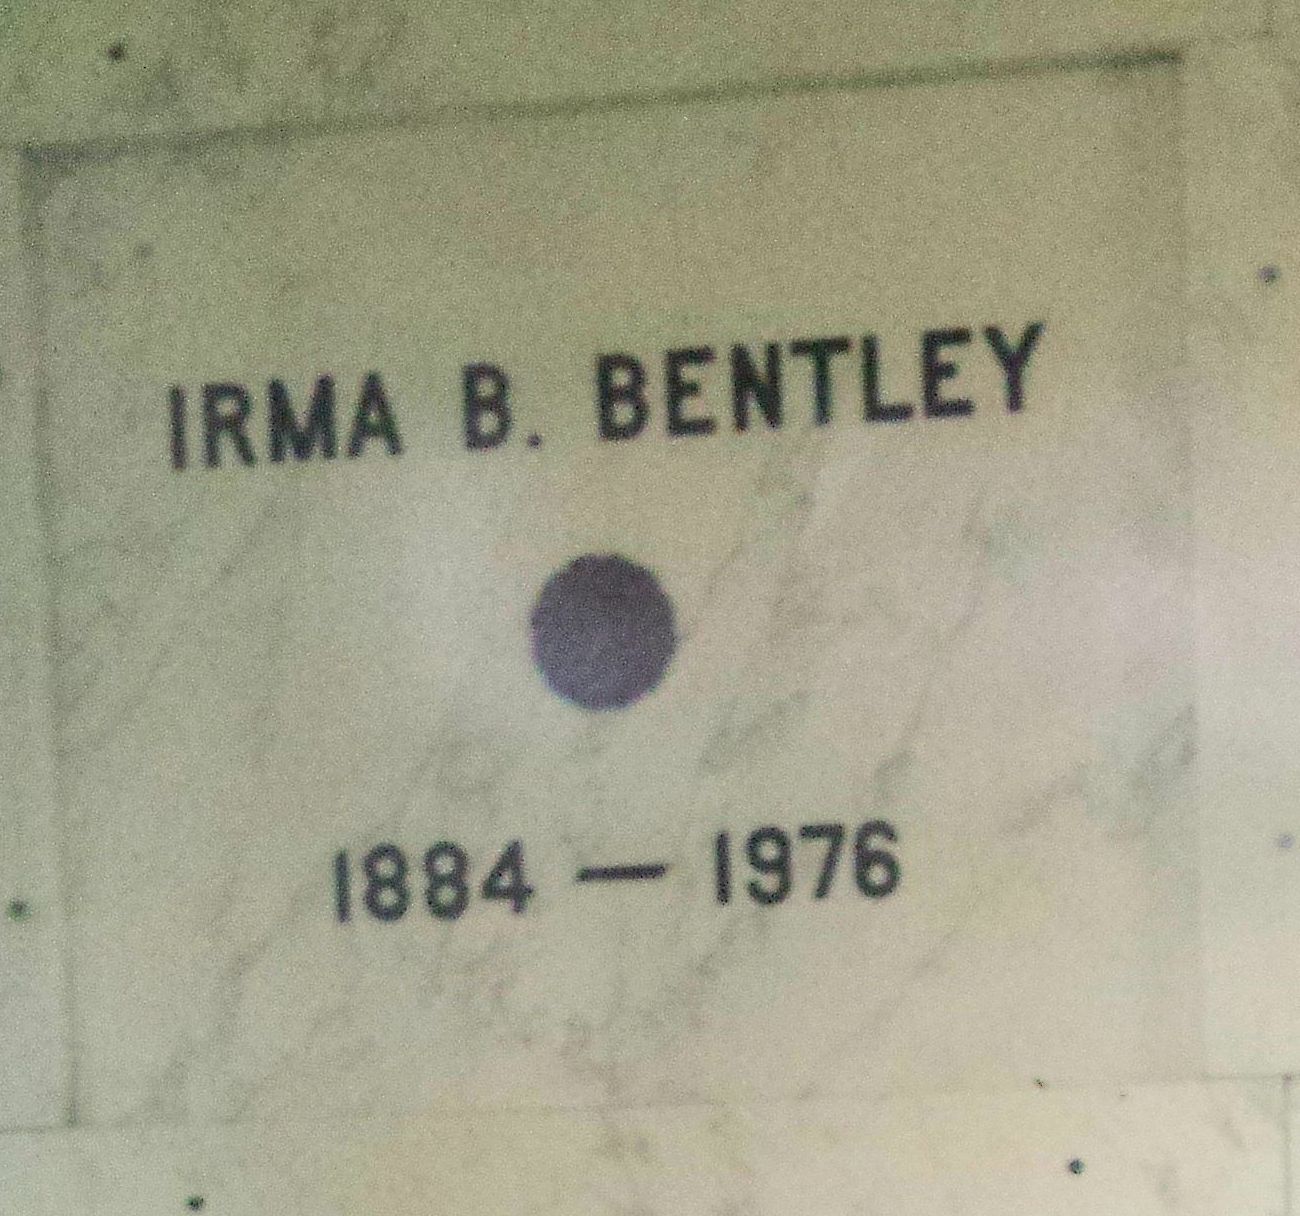 IRMA B. BENTLEY
1884 — 1976